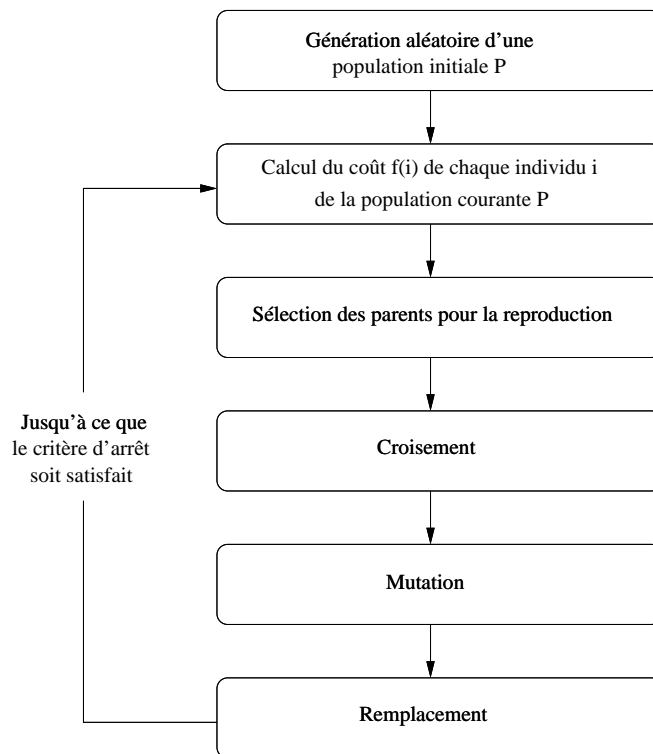 Génération aléatoire d'une
population initiale P
Calcul du coût f(i) de chaque individu i
de la population courante P
Sélection des parents pour la reproduction
Jusqu'à ce que
le critère d'arrêt
soit satisfait
Croisement
Mutation
Remplacement